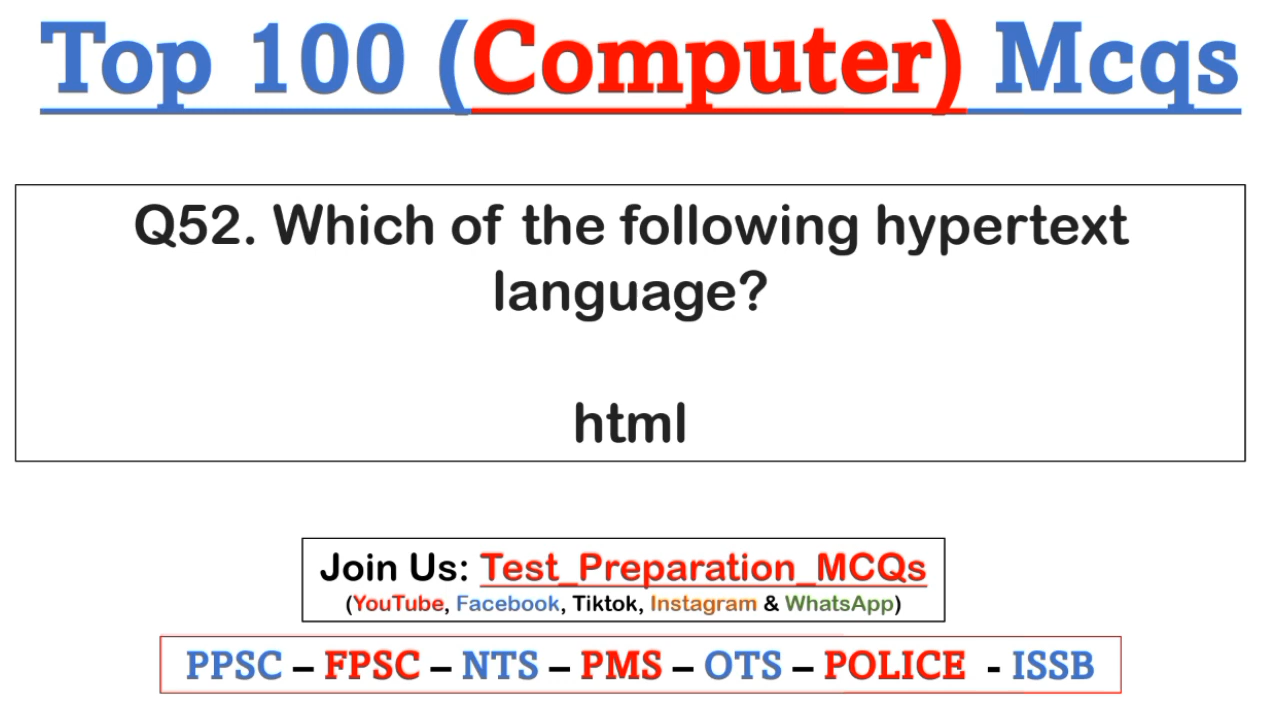 Top 100 (Computer) Mcqs
Q52. Which of the following hypertext
language?
html
Join Us: Test_Preparation_MCQs
(YouTube, Facebook, Tiktok, Instagram & WhatsApp)
PPSC – FPSC – NTS – PMS – OTS – POLICE - ISSB